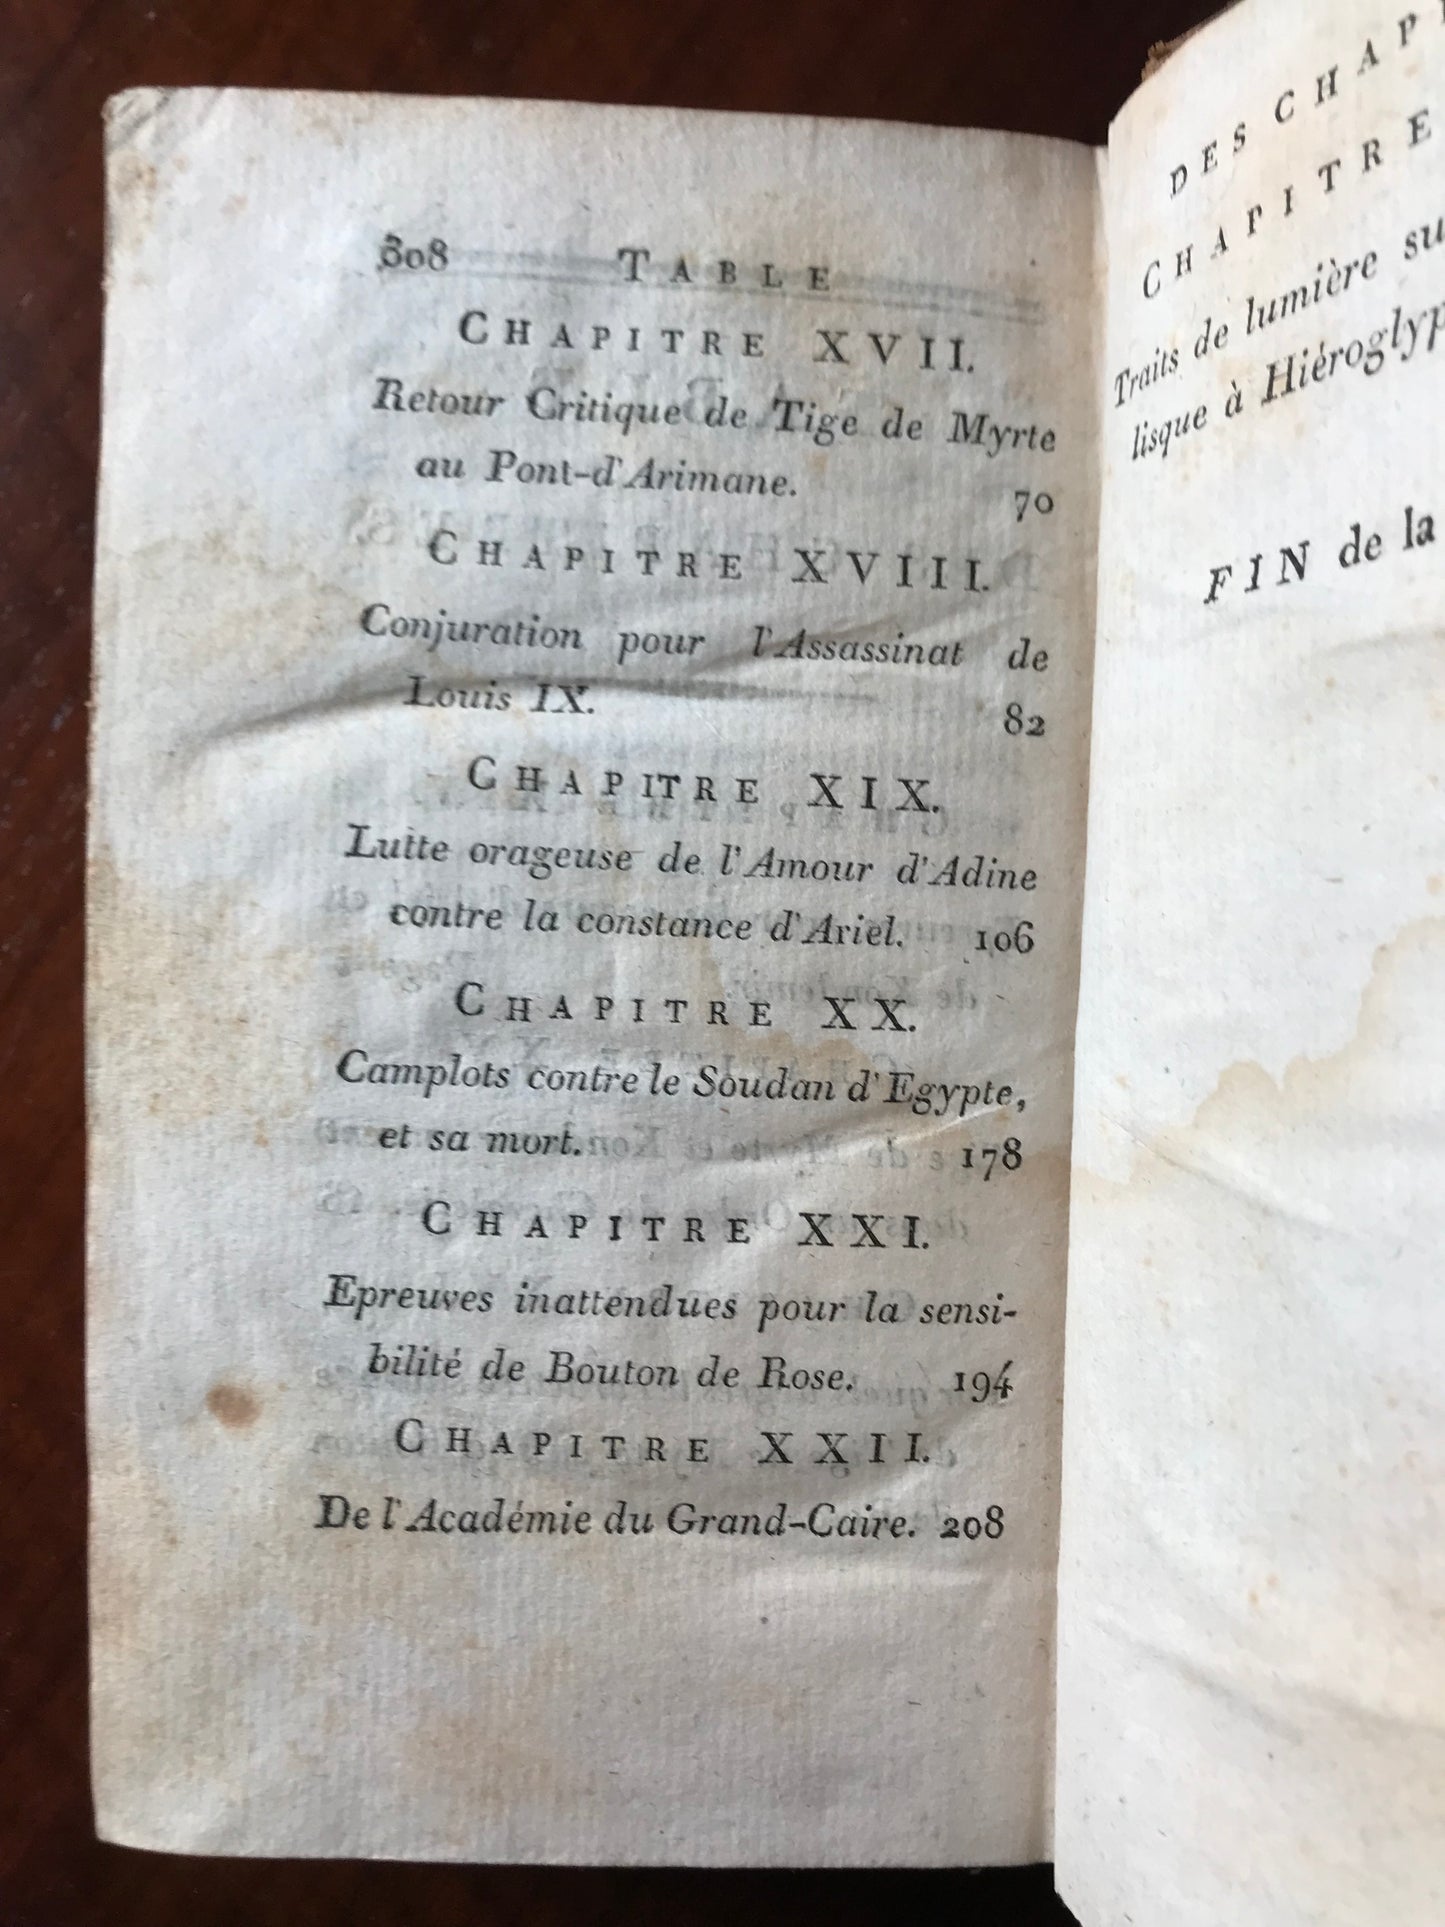 308 TABLE
CHAPITRE XVII.
Retour Critique de Tige de Myrte
au Pont-d'Arimane. 70
CHAPITRE XVIII.
Conjuration pour l'Assassinat de
Louis IX. 82
CHAPITRE XIX.
Lutte orageuse de l'Amour d'Adine
contre la constance d'Ariel. 106
CHAPITRE XX.
Camplots contre le Soudan d'Egypte,
et sa mort. 178
CHAPITRE XXI.
Epreuves inattendues pour la sensi-
bilité de Bouton de Rose. 194
CHAPITRE XXII.
De l'Académie du Grand-Caire. 208
DES CHAP
CHAPITRE
Traits de lumière su
lisque à Hiéroglyp
FIN de la